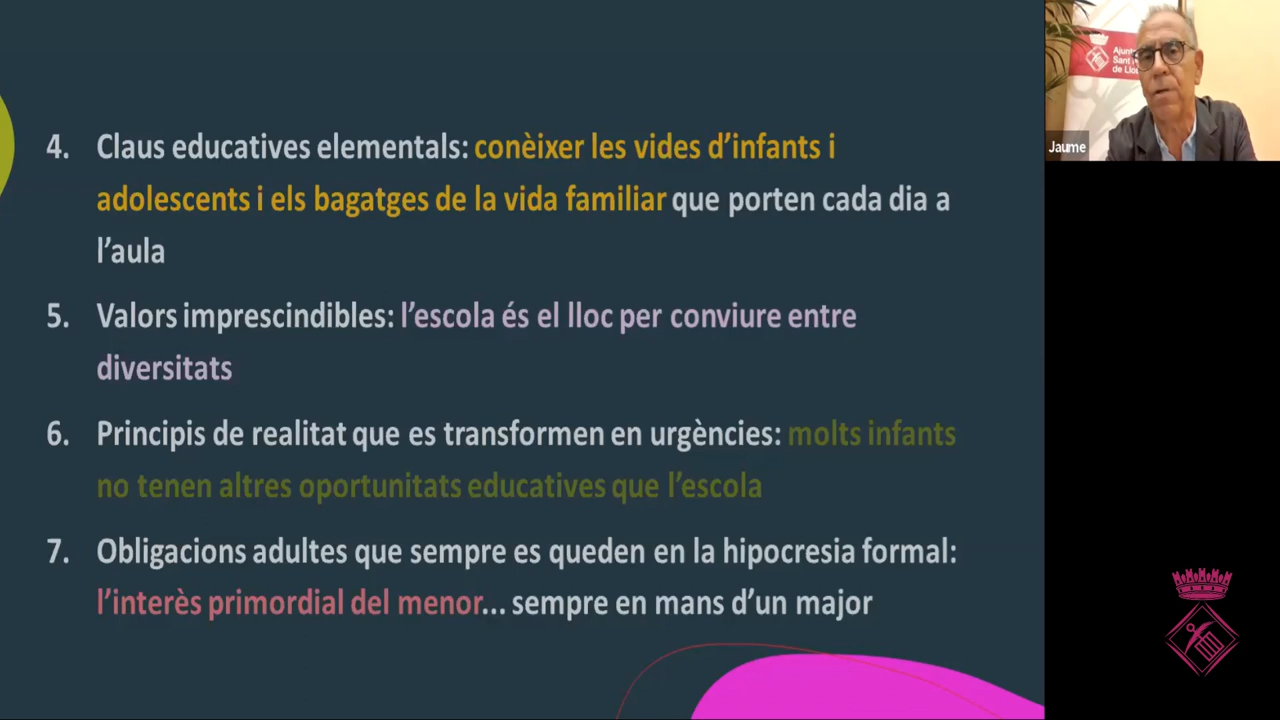 4. Claus educatives elementals: conèixer les vides d’infants i
adolescents i els bagatges de la vida familiar que porten cada dia a
l’aula
5. Valors imprescindibles: l’escola és el lloc per conviure entre
diversitats
6. Principis de realitat que es transformen en urgències: molts infants
no tenen altres oportunitats educatives que l’escola
7. Obligacions adultes que sempre es queden en la hipocresia formal:
l’interès primordial del menor... sempre en mans d’un major
Sant
de
Jaume